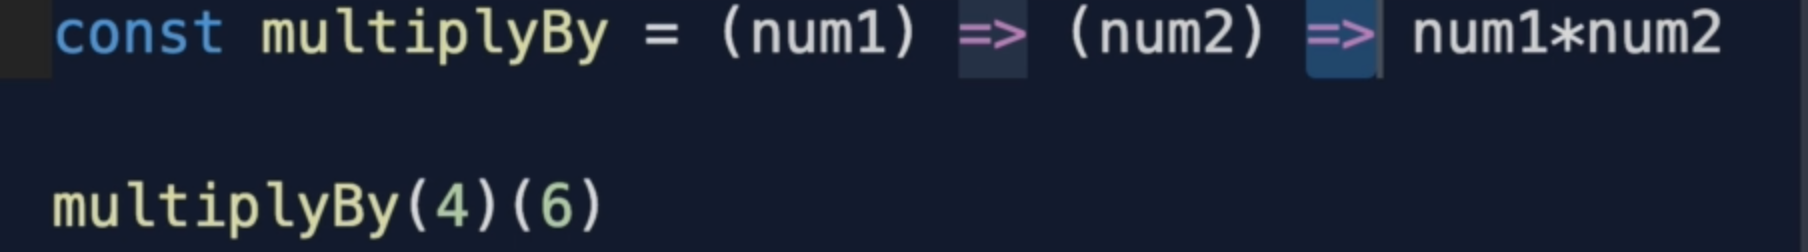 const multiplyBy = (num1) => (num2) => num1*num2
multiplyBy(4)(6)